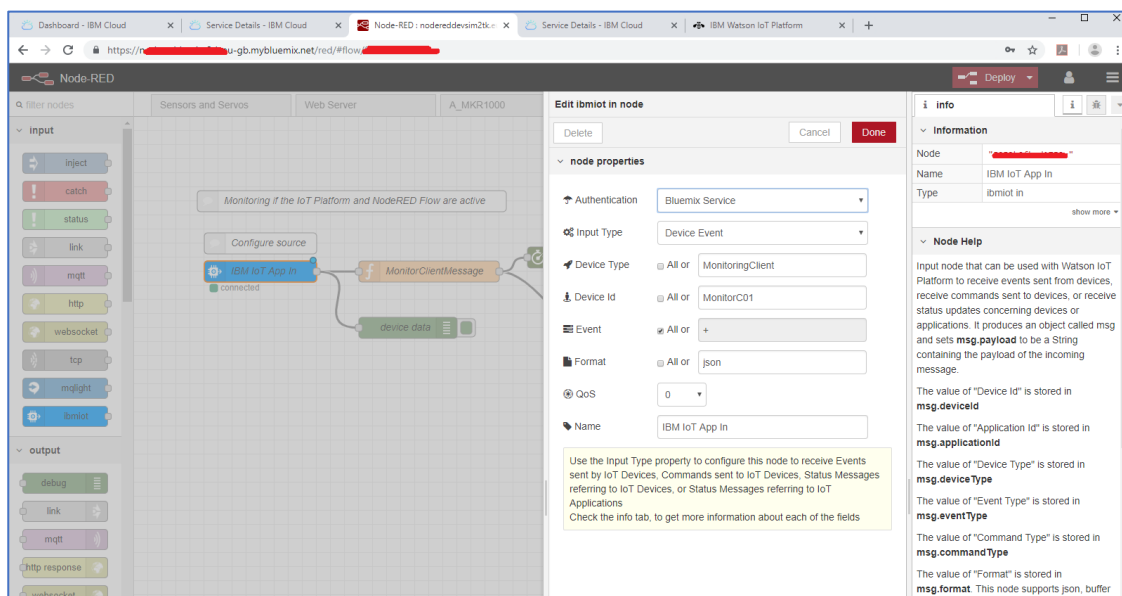 Dashboard - IBM Cloud
Service Details - IBM Cloud
Node-RED : nodereddevsim2tk.e
Service Details - IBM Cloud
IBM Watson IoT Platform
https://n
u-gb.mybluemix.net/red/#flow/
Node-RED
Deploy
filter nodes
input
inject
catch
status
link
mqtt
http
websocket
tcp
mqlight
ibmiot
output
debug
link
mqtt
http response
websocket
Sensors and Servos
Web Server
A_MKR1000
Monitoring if the IoT Platform and NodeRED Flow are active
Configure source
IBM IoT App In
connected
MonitorClientMessage
device data
Edit ibmiot in node
Delete
Cancel
Done
node properties
Authentication
Bluemix Service
Input Type
Device Event
Device Type
All or
MonitoringClient
Device Id
All or
MonitorC01
Event
All or
+
Format
All or
json
QoS
0
Name
IBM IoT App In
Use the Input Type property to configure this node to receive Events
sent by IoT Devices, Commands sent to IoT Devices, Status Messages
referring to IoT Devices, or Status Messages referring to IoT
Applications
Check the info tab, to get more information about each of the fields
i info
i
Information
Node
Name
IBM IoT App In
Type
ibmiot in
show more
Node Help
Input node that can be used with Watson IoT
Platform to receive events sent from devices,
receive commands sent to devices, or receive
status updates concerning devices or
applications. It produces an object called msg
and sets msg.payload to be a String
containing the payload of the incoming
message.
The value of "Device Id" is stored in
msg.deviceId
The value of "Application Id" is stored in
msg.applicationId
The value of "Device Type" is stored in
msg.deviceType
The value of "Event Type" is stored in
msg.eventType
The value of "Command Type" is stored in
msg.commandType
The value of "Format" is stored in
msg.format. This node supports json, buffer